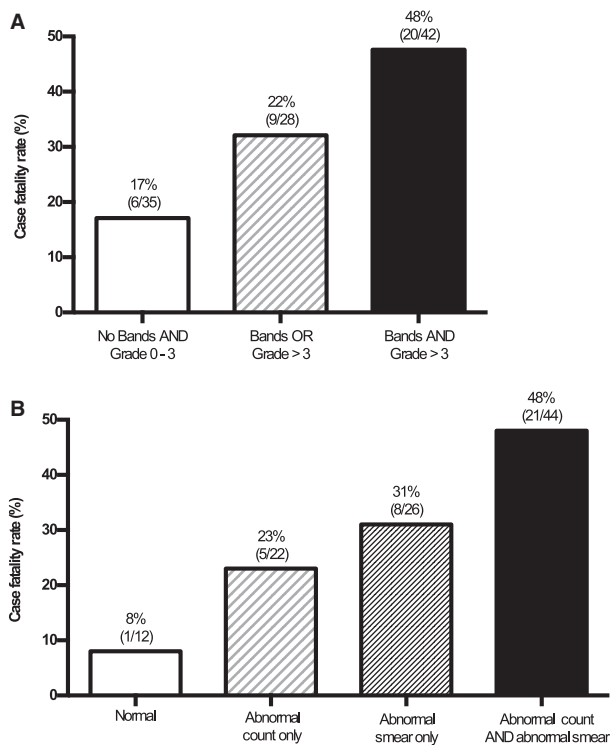 A
Case fatality rate (%)
50
40
30
20
10
0
17%
(6/35)
22%
(9/28)
48%
(20/42)
No Bands AND
Grade 0 - 3
Bands OR
Grade > 3
Bands AND
Grade > 3
B
Case fatality rate (%)
50
40
30
20
10
0
8%
(1/12)
23%
(5/22)
31%
(8/26)
48%
(21/44)
Normal
Abnormal
count only
Abnormal
smear only
Abnormal count
AND abnormal smear